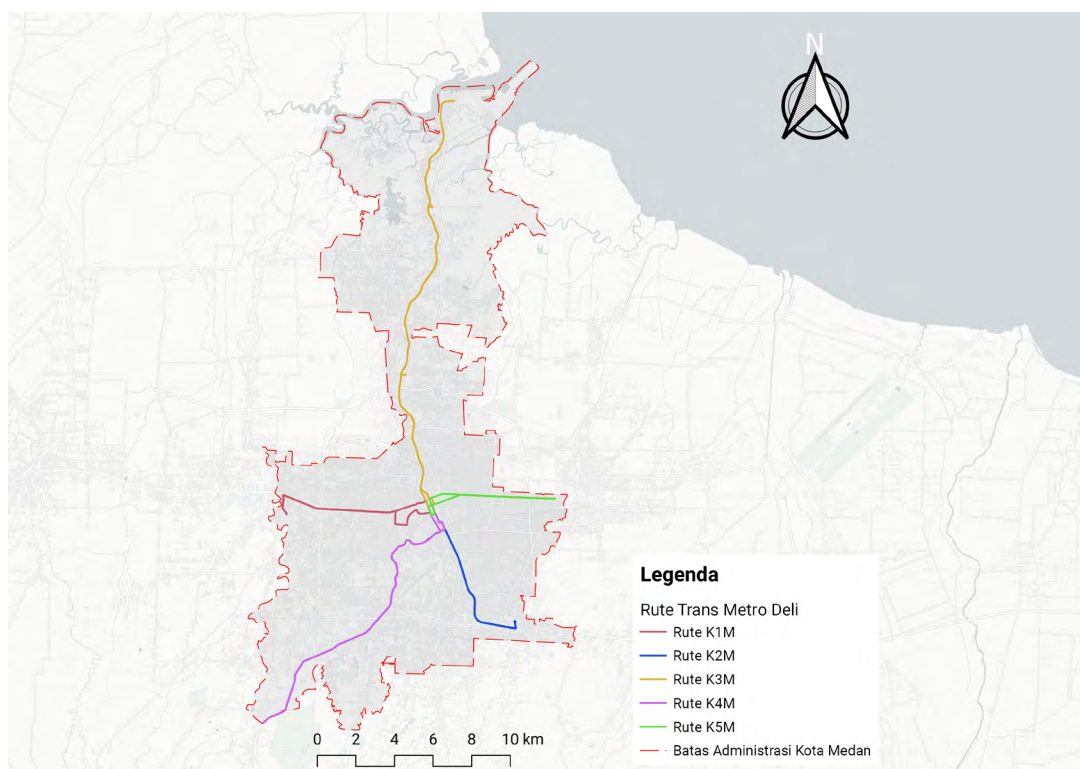 N
Legenda
Rute Trans Metro Deli
Rute K1M
Rute K2M
Rute K3M
Rute K4M
Rute K5M
Batas Administrasi Kota Medan
0 2 4 6 8 10 km